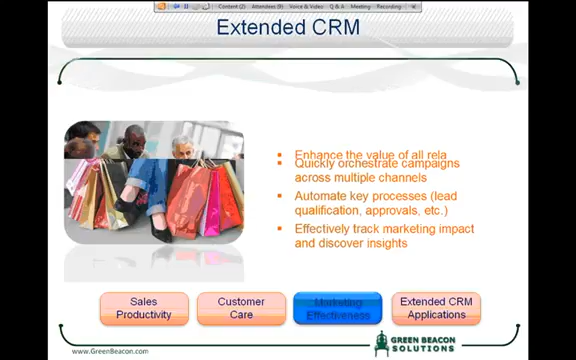 Content (2) Attendees (9) Voice & Video Q & A Meeting Recording
Extended CRM
Enhance the value of all rela
Quickly orchestrate campaigns
across multiple channels
Automate key processes (lead
qualification, approvals, etc.)
Effectively track marketing impact
and discover insights
Sales
Productivity
Customer
Care
Marketing
Effectiveness
Extended CRM
Applications
www.GreenBeacon.com
GREEN BEACON
SOLUTIONS